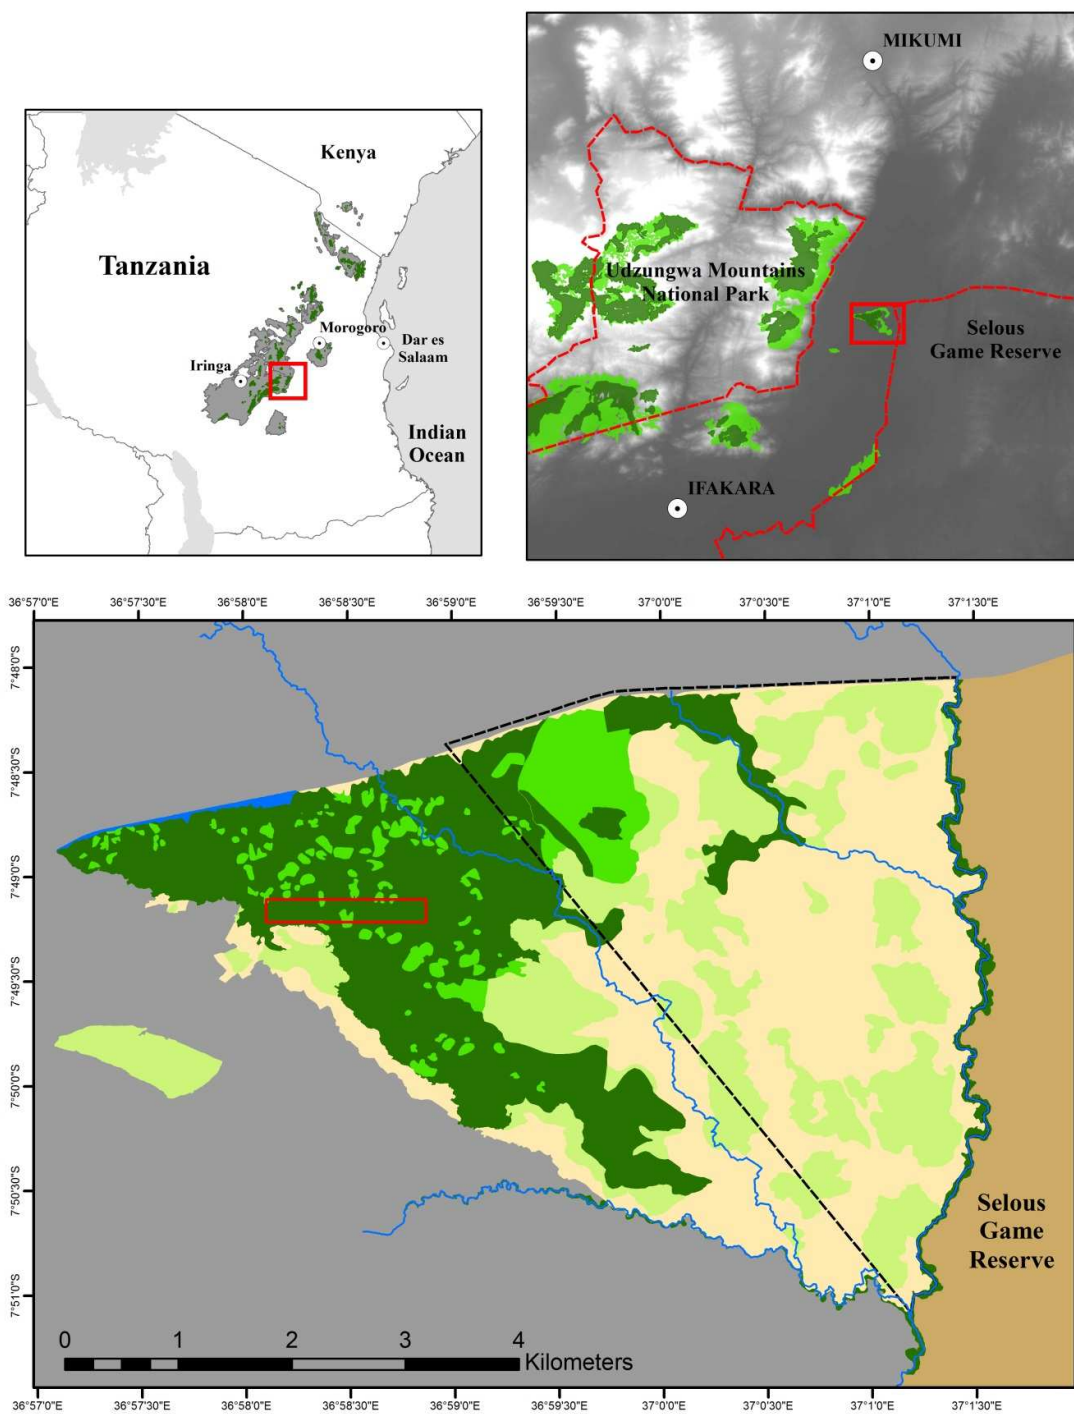 Kenya
Tanzania
Morogoro
Dar es
Salaam
Iringa
Indian
Ocean
MIKUMI
Udzungwa Mountains
National Park
Selous
Game Reserve
IFAKARA
36°57'0"E 36°57'30"E 36°58'0"E 36°58'30"E 36°59'0"E 36°59'30"E 37°0'0"E 37°0'30"E 37°1'0"E 37°1'30"E
7°48'0"S
7°48'30"S
7°49'0"S
7°49'30"S
7°50'0"S
7°50'30"S
7°51'0"S
Selous
Game
Reserve
0 1 2 3 4
Kilometers
36°57'0"E 36°57'30"E 36°58'0"E 36°58'30"E 36°59'0"E 36°59'30"E 37°0'0"E 37°0'30"E 37°1'0"E 37°1'30"E